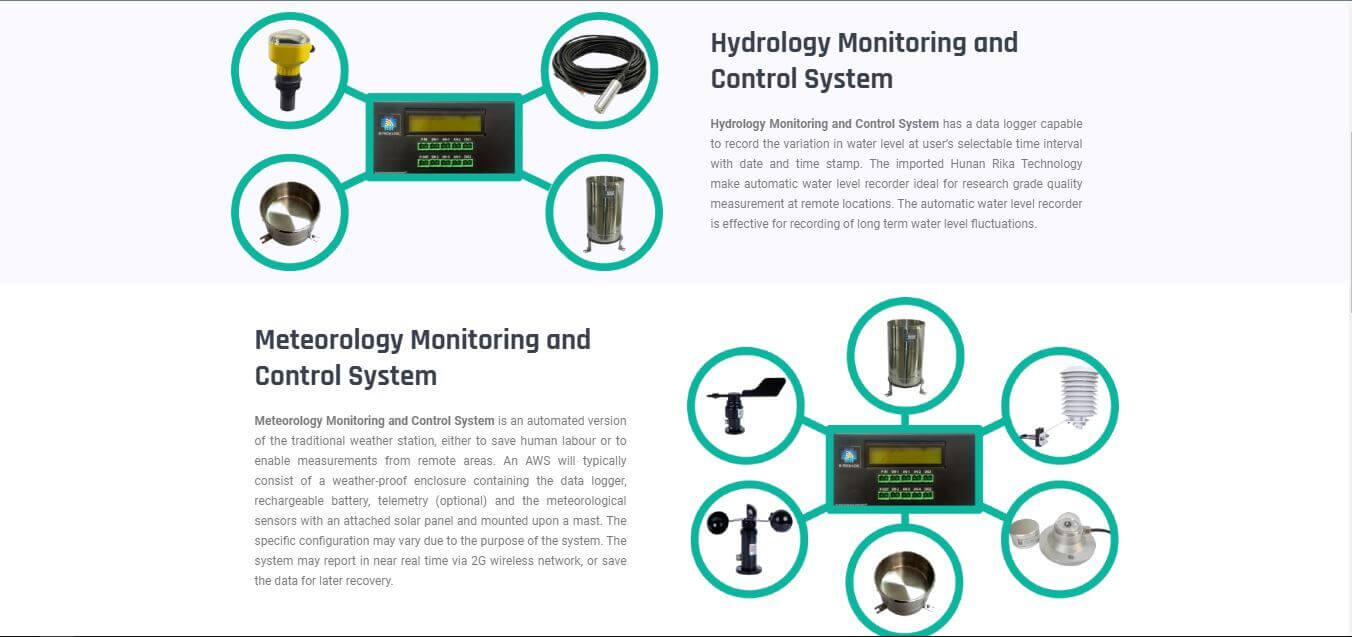 Hydrology Monitoring and
Control System
Hydrology Monitoring and Control System has a data logger capable
to record the variation in water level at user's selectable time interval
with date and time stamp. The imported Hunan Rika Technology
make automatic water level recorder ideal for research grade quality
measurement at remote locations. The automatic water level recorder
is effective for recording of long term water level fluctuations.
Meteorology Monitoring and
Control System
Meteorology Monitoring and Control System is an automated version
of the traditional weather station, either to save human labour or to
enable measurements from remote areas. An AWS will typically
consist of a weather-proof enclosure containing the data logger,
rechargeable battery, telemetry (optional) and the meteorological
sensors with an attached solar panel and mounted upon a mast. The
specific configuration may vary due to the purpose of the system. The
system may report in near real time via 2G wireless network, or save
the data for later recovery.